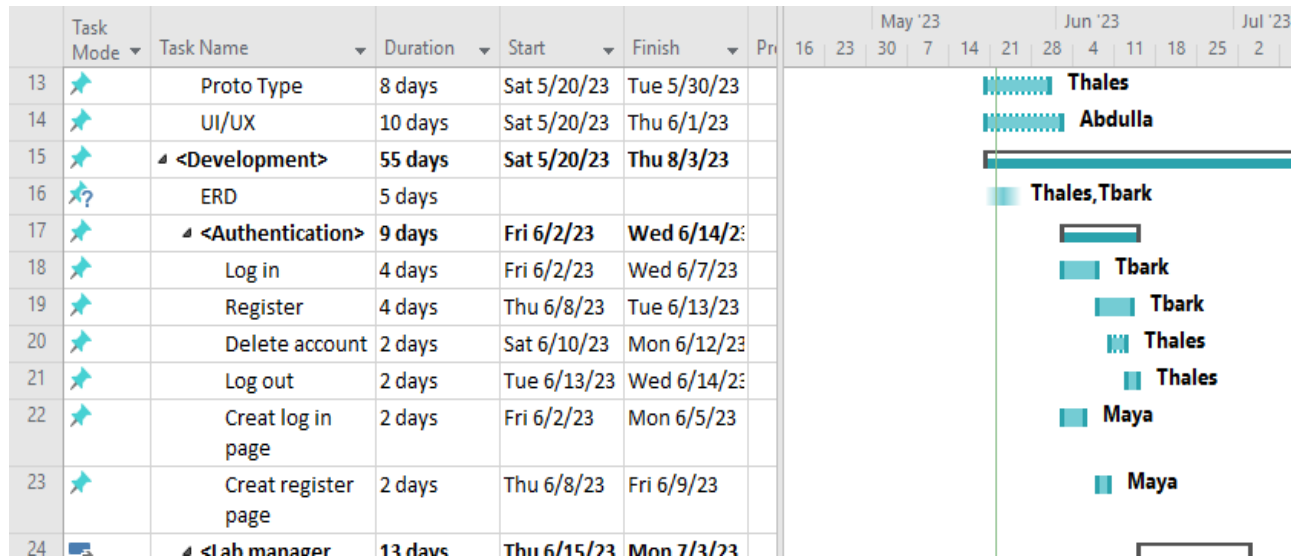 Task Mode Task Name Duration Start Finish Pre May '23 Jun '23 Jul '23
16 23 30 7 14 21 28 4 11 18 25 2
13 Proto Type 8 days Sat 5/20/23 Tue 5/30/23 Thales
14 UI/UX 10 days Sat 5/20/23 Thu 6/1/23 Abdulla
15 <Development> 55 days Sat 5/20/23 Thu 8/3/23
16 ERD 5 days Thales,Tbark
17 <Authentication> 9 days Fri 6/2/23 Wed 6/14/23
18 Log in 4 days Fri 6/2/23 Wed 6/7/23 Tbark
19 Register 4 days Thu 6/8/23 Tue 6/13/23 Tbark
20 Delete account 2 days Sat 6/10/23 Mon 6/12/23 Thales
21 Log out 2 days Tue 6/13/23 Wed 6/14/23 Thales
22 Creat log in 2 days Fri 6/2/23 Mon 6/5/23 Maya
page
23 Creat register 2 days Thu 6/8/23 Fri 6/9/23 Maya
page
24 <Lab manager 13 days Thu 6/15/23 Mon 7/3/23